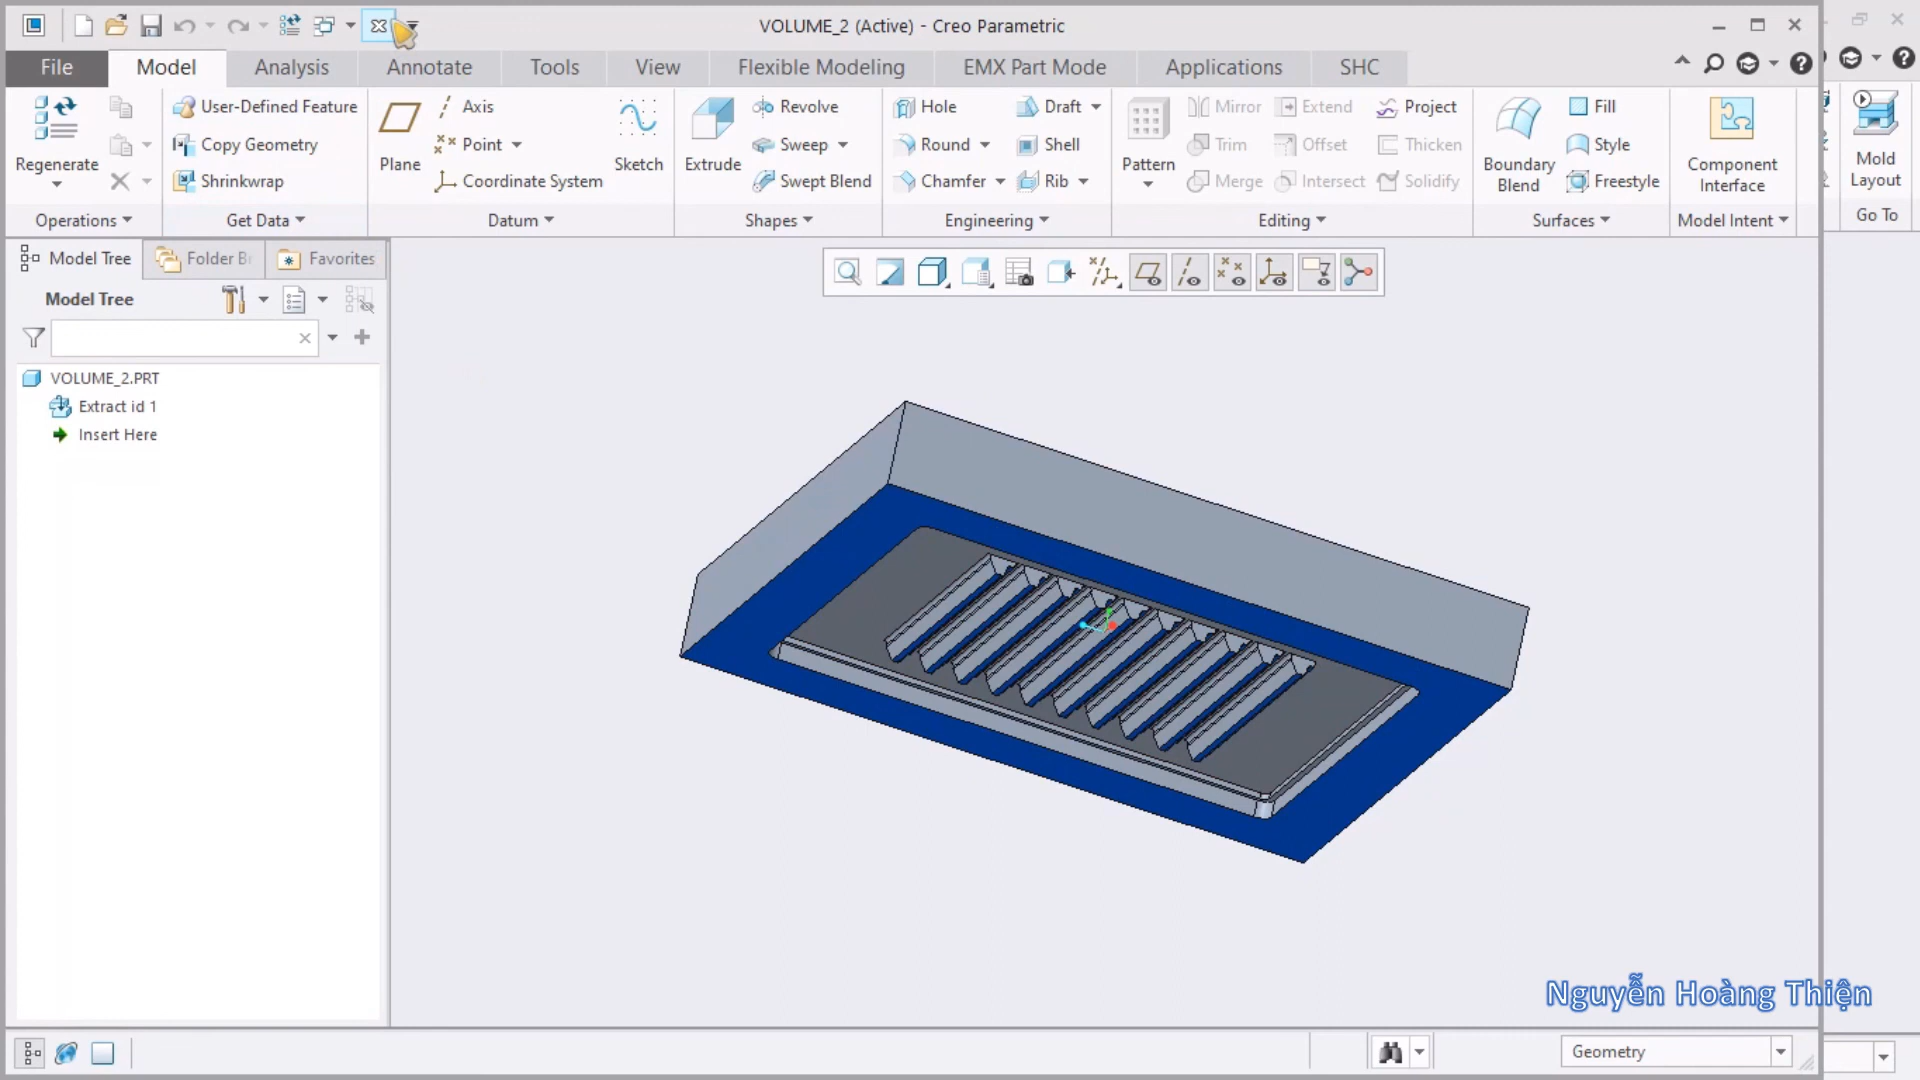 VOLUME_2 (Active) - Creo Parametric
File Model Analysis Annotate Tools View Flexible Modeling EMX Part Mode Applications SHC
Regenerate
User-Defined Feature
Copy Geometry
Shrinkwrap
Plane
Axis
Point
Coordinate System
Sketch
Extrude
Revolve
Sweep
Swept Blend
Hole
Round
Chamfer
Draft
Shell
Rib
Pattern
Mirror
Trim
Merge
Extend
Offset
Intersect
Project
Thicken
Solidify
Boundary
Blend
Fill
Style
Freestyle
Component
Interface
Mold
Layout
Operations Get Data Datum Shapes Engineering Editing Surfaces Model Intent Go To
Model Tree Folder Br Favorites
Model Tree
VOLUME_2.PRT
Extract id 1
Insert Here
Nguyễn Hoàng Thiện
Geometry